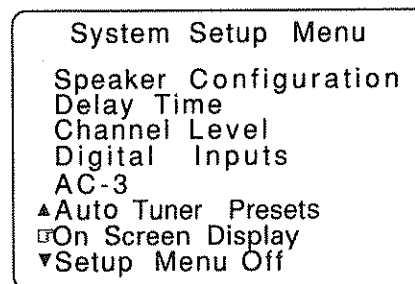 System Setup Menu
Speaker Configuration
Delay Time
Channel Level
Digital Inputs
AC-3
▲Auto Tuner Presets
☞On Screen Display
▼Setup Menu Off